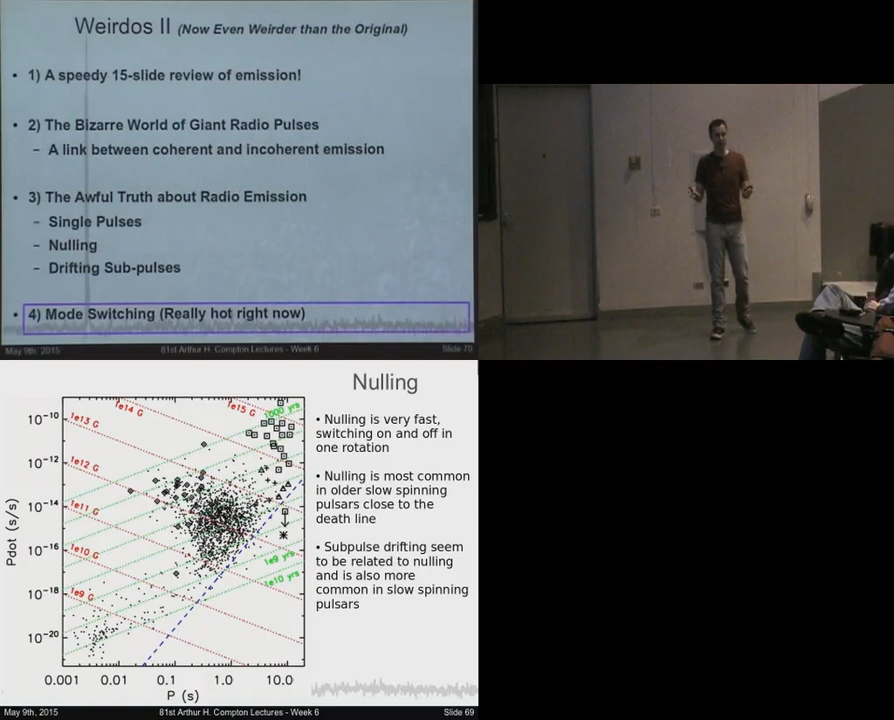 Weirdos II (Now Even Weirder than the Original)
• 1) A speedy 15-slide review of emission!
• 2) The Bizarre World of Giant Radio Pulses
– A link between coherent and incoherent emission
• 3) The Awful Truth about Radio Emission
– Single Pulses
– Nulling
– Drifting Sub-pulses
• 4) Mode Switching (Really hot right now)
May 9th, 2015 81st Arthur H. Compton Lectures - Week 6 Slide 70
Nulling
1e14 G
1e15 G
1000 yrs
1e13 G
1e12 G
1e11 G
1e10 G
1e9 G
1e9 yrs
1e10 yrs
10⁻¹⁰
10⁻¹²
10⁻¹⁴
10⁻¹⁶
10⁻¹⁸
10⁻²⁰
Pdot (s/s)
0.001 0.01 0.1 1.0 10.0
P (s)
• Nulling is very fast,
switching on and off in
one rotation
• Nulling is most common
in older slow spinning
pulsars close to the
death line
• Subpulse drifting seem
to be related to nulling
and is also more
common in slow spinning
pulsars
May 9th, 2015 81st Arthur H. Compton Lectures - Week 6 Slide 69